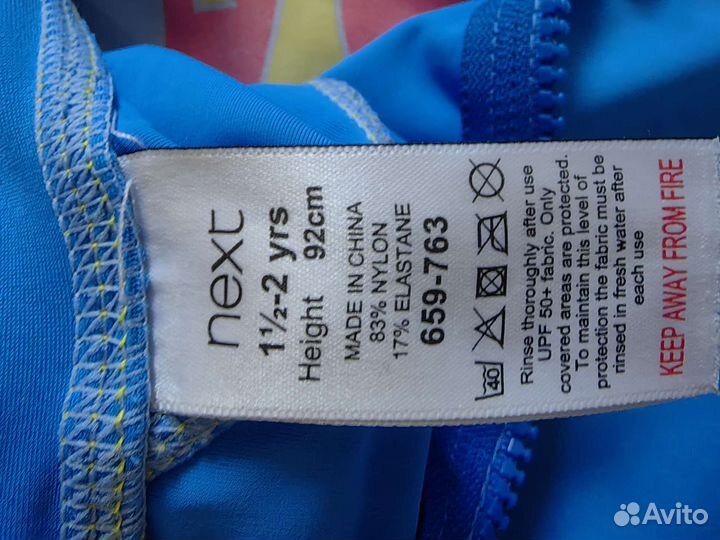 next
1½-2 yrs
Height 92cm
MADE IN CHINA
83% NYLON
17% ELASTANE
659-763
40
Rinse thoroughly after use
UPF 50+ fabric. Only
covered areas are protected.
To maintain this level of
protection the fabric must be
rinsed in fresh water after
each use
KEEP AWAY FROM FIRE
Avito